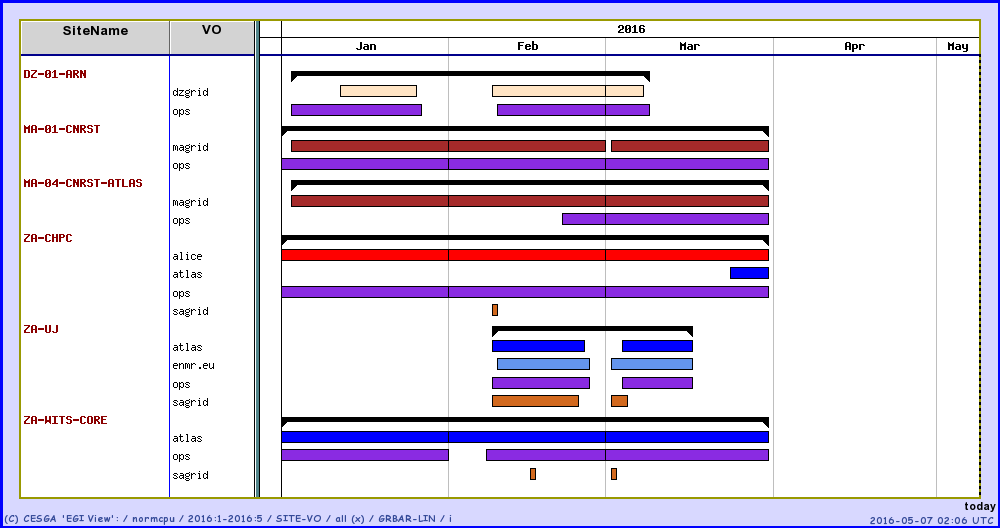 SiteName VO 2016
Jan Feb Mar Apr May
DZ-01-ARN
dzgrid
ops
MA-01-CNRST
magrid
ops
MA-04-CNRST-ATLAS
magrid
ops
ZA-CHPC
alice
atlas
ops
sagrid
ZA-UJ
atlas
enmr.eu
ops
sagrid
ZA-WITS-CORE
atlas
ops
sagrid
today
(C) CESGA 'EGI View': / normcpu / 2016:1-2016:5 / SITE-VO / all (x) / GRBAR-LIN / i
2016-05-07 02:06 UTC